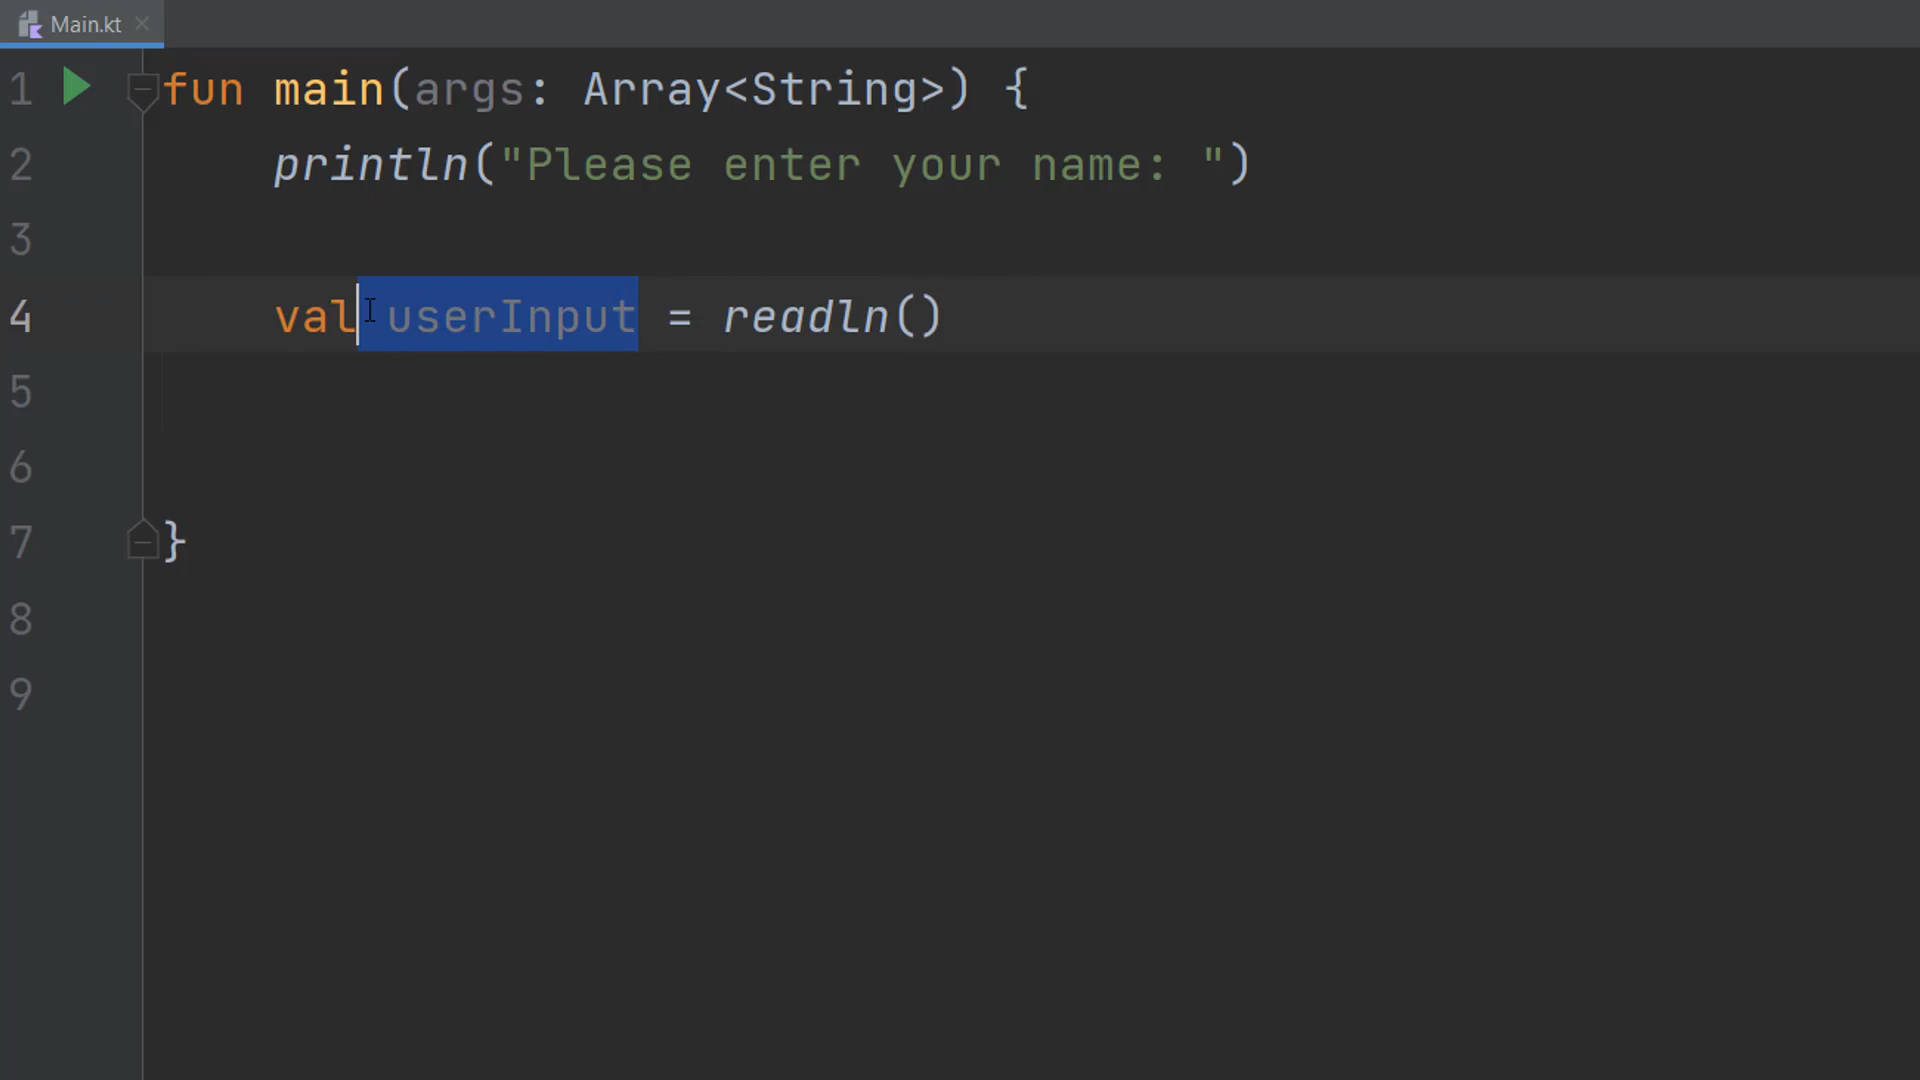 Main.kt
1 fun main(args: Array<String>) {
2 println("Please enter your name: ")
3
4 val userInput = readln()
5
6
7 }
8
9